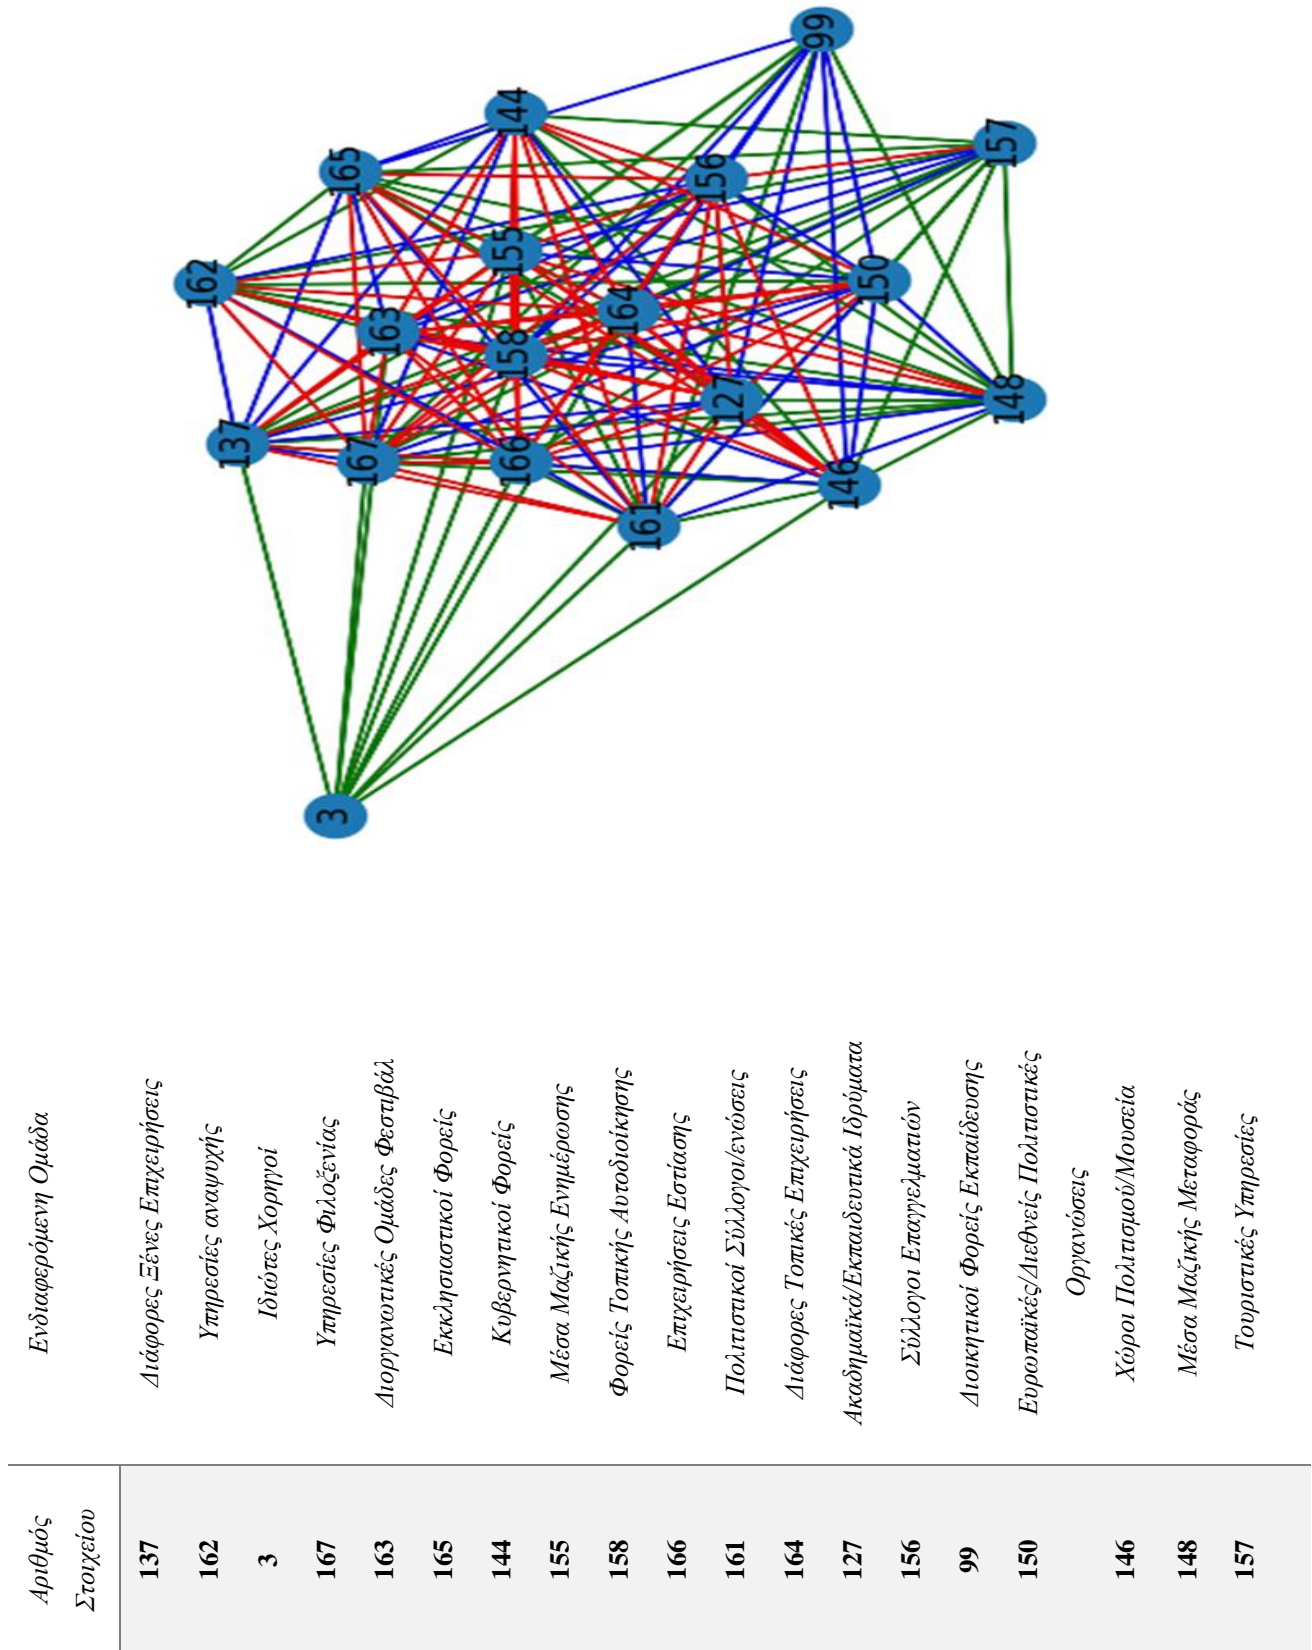 Αριθμός
Στοιχείου
Ενδιαφερόμενη Ομάδα
137 Διάφορες Ξένες Επιχειρήσεις
162 Υπηρεσίες αναψυχής
3 Ιδιώτες Χορηγοί
167 Υπηρεσίες Φιλοξενίας
163 Διοργανωτικές Ομάδες Φεστιβάλ
165 Εκκλησιαστικοί Φορείς
144 Κυβερνητικοί Φορείς
155 Μέσα Μαζικής Ενημέρωσης
158 Φορείς Τοπικής Αυτοδιοίκησης
166 Επιχειρήσεις Εστίασης
161 Πολιτιστικοί Σύλλογοι/ενώσεις
164 Διάφορες Τοπικές Επιχειρήσεις
127 Ακαδημαϊκά/Εκπαιδευτικά Ιδρύματα
156 Σύλλογοι Επαγγελματιών
99 Διοικητικοί Φορείς Εκπαίδευσης
150 Ευρωπαϊκές/Διεθνείς Πολιτιστικές
Οργανώσεις
146 Χώροι Πολιτισμού/Μουσεία
148 Μέσα Μαζικής Μεταφοράς
157 Τουριστικές Υπηρεσίες
162
137
3
165
167
163
144
155
158
166
164
161
156
127
99
146
150
157
148